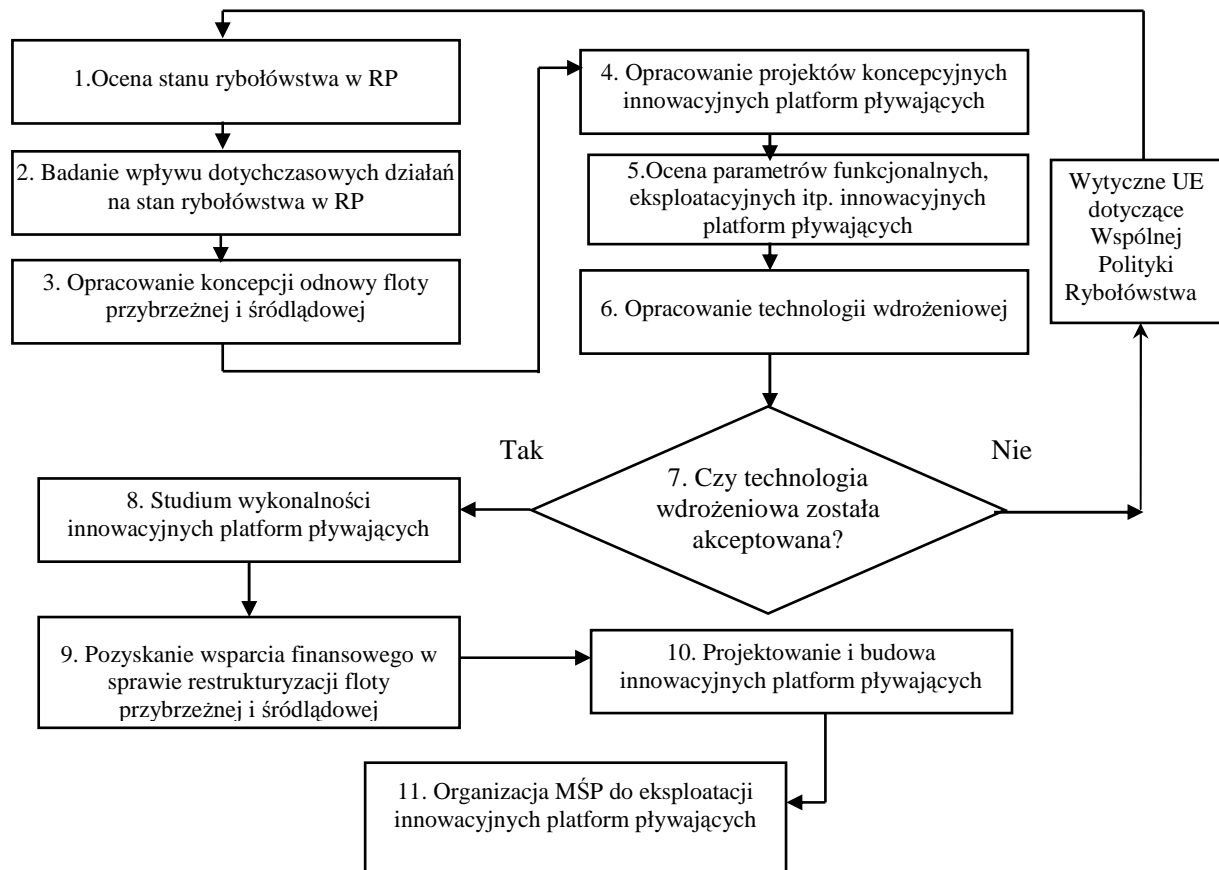 1.Ocena stanu rybołówstwa w RP
2. Badanie wpływu dotychczasowych działań
na stan rybołówstwa w RP
3. Opracowanie koncepcji odnowy floty
przybrzeżnej i śródlądowej
4. Opracowanie projektów koncepcyjnych
innowacyjnych platform pływających
5.Ocena parametrów funkcjonalnych,
eksploatacyjnych itp. innowacyjnych
platform pływających
6. Opracowanie technologii wdrożeniowej
Wytyczne UE
dotyczące
Wspólnej
Polityki
Rybołówstwa
Tak
Nie
7. Czy technologia
wdrożeniowa została
akceptowana?
8. Studium wykonalności
innowacyjnych platform pływających
9. Pozyskanie wsparcia finansowego w
sprawie restrukturyzacji floty
przybrzeżnej i śródlądowej
10. Projektowanie i budowa
innowacyjnych platform pływających
11. Organizacja MŚP do eksploatacji
innowacyjnych platform pływających